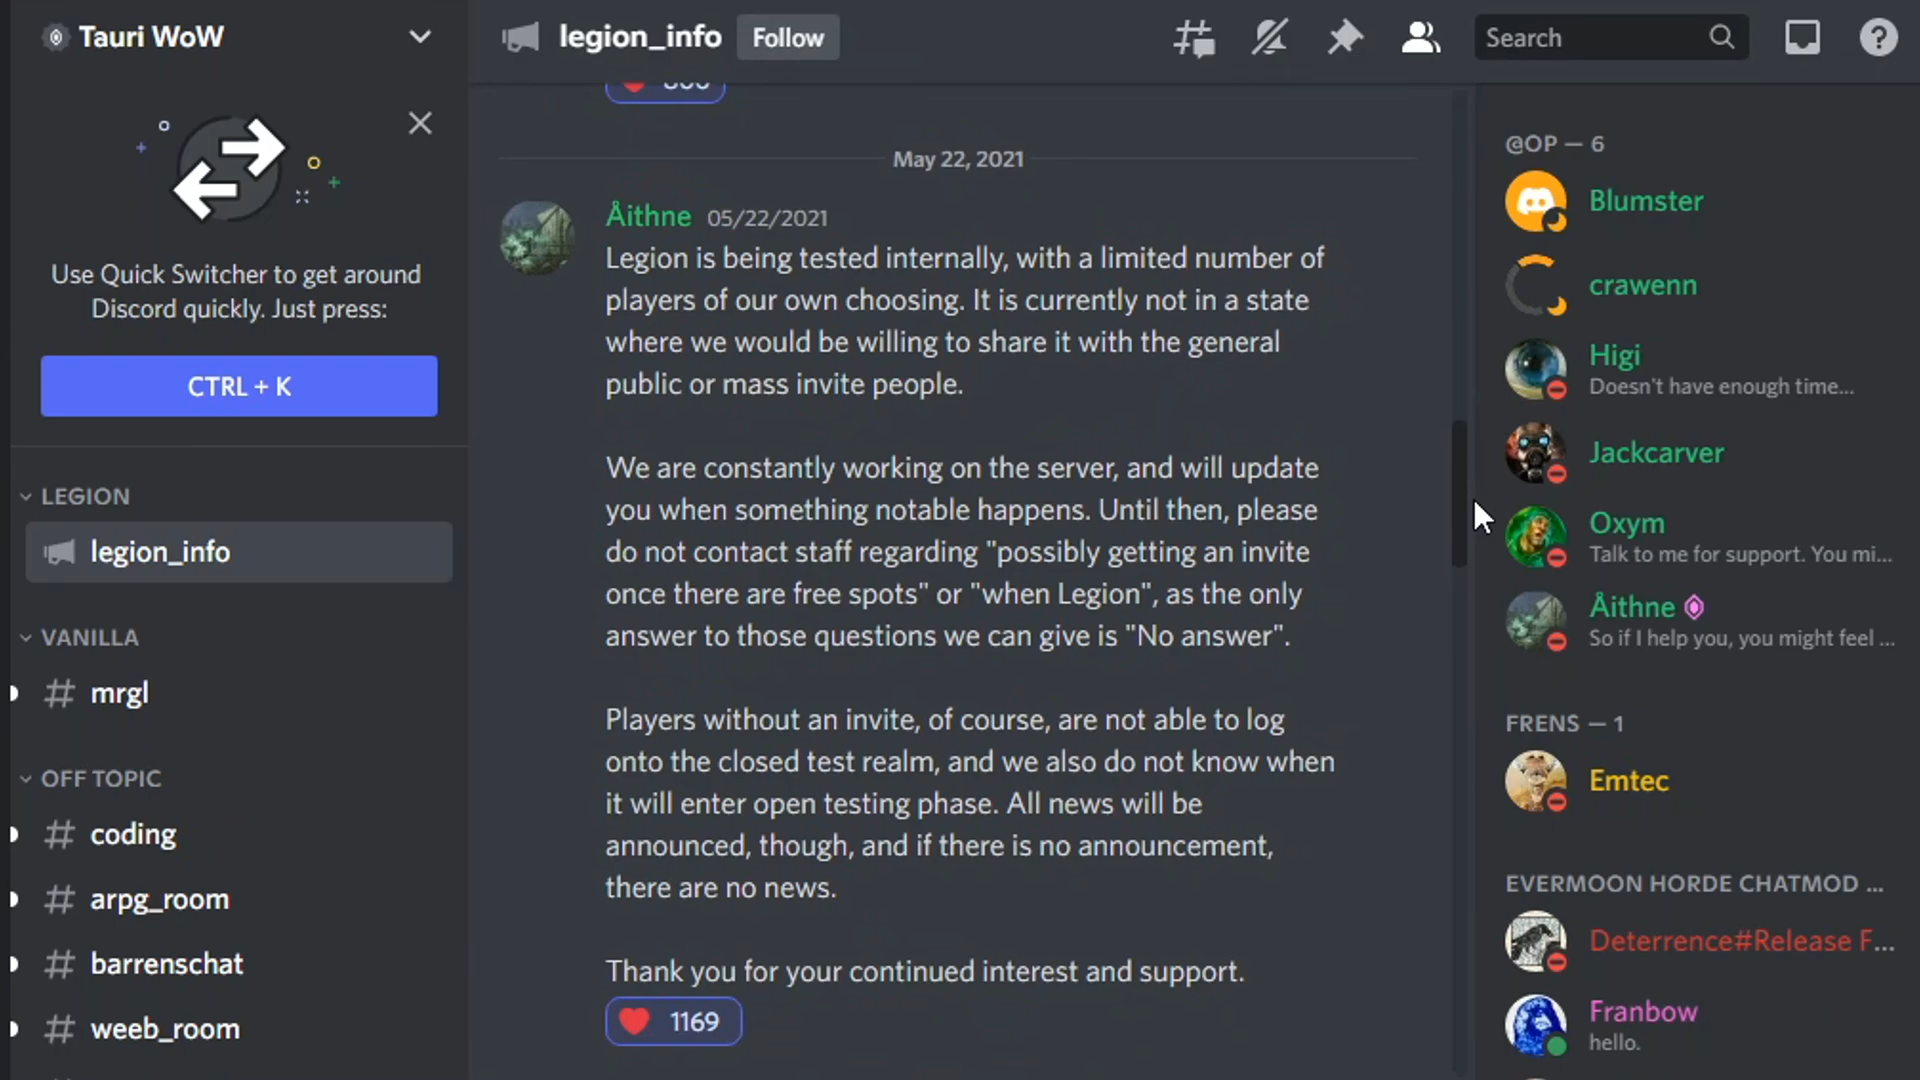 Tauri WoW
Use Quick Switcher to get around
Discord quickly. Just press:
CTRL + K
LEGION
legion_info
VANILLA
# mrgl
OFF TOPIC
# coding
# arpg_room
# barrenschat
# weeb_room
legion_info Follow
Search
May 22, 2021
Åithne 05/22/2021
Legion is being tested internally, with a limited number of
players of our own choosing. It is currently not in a state
where we would be willing to share it with the general
public or mass invite people.
We are constantly working on the server, and will update
you when something notable happens. Until then, please
do not contact staff regarding "possibly getting an invite
once there are free spots" or "when Legion", as the only
answer to those questions we can give is "No answer".
Players without an invite, of course, are not able to log
onto the closed test realm, and we also do not know when
it will enter open testing phase. All news will be
announced, though, and if there is no announcement,
there are no news.
Thank you for your continued interest and support.
1169
@OP — 6
Blumster
crawenn
Higi
Doesn't have enough time...
Jackcarver
Oxym
Talk to me for support. You mi...
Åithne
So if I help you, you might feel ...
FRENS — 1
Emtec
EVERMOON HORDE CHATMOD ...
Deterrence#Release F...
Franbow
hello.